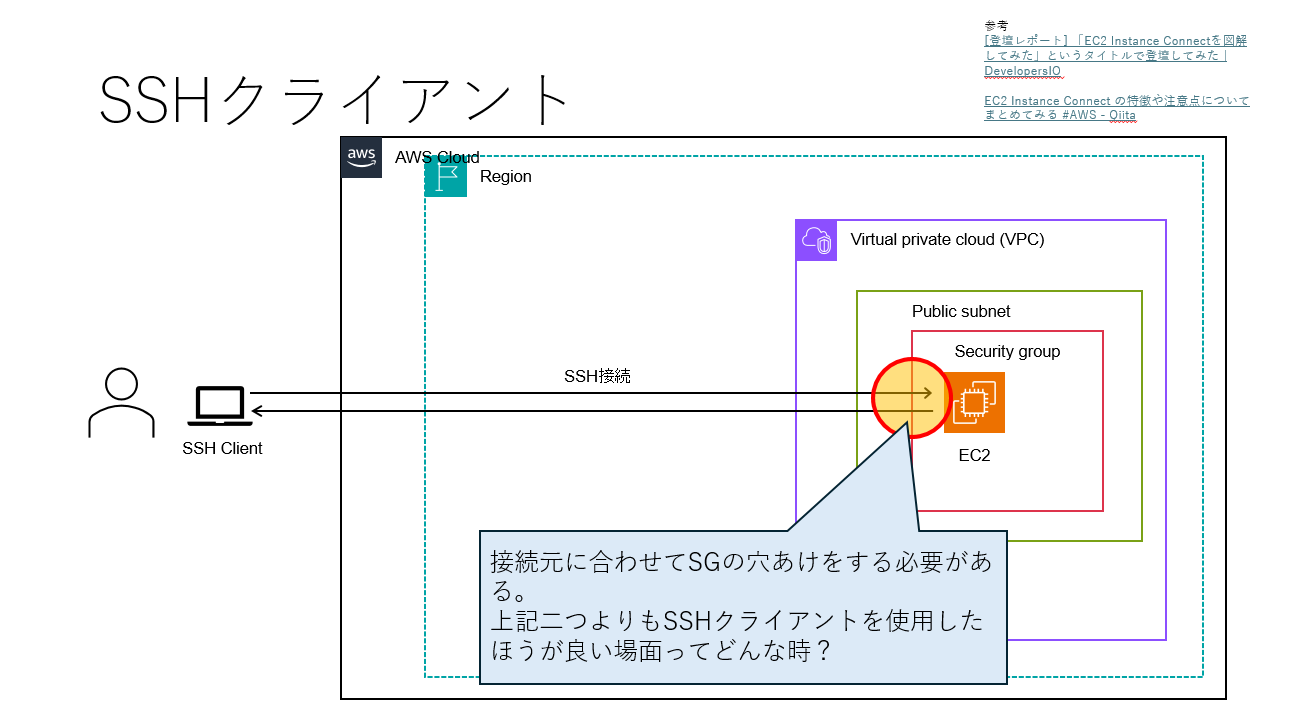 参考
[登壇レポート]「EC2 Instance Connectを図解
してみた」というタイトルで登壇してみた |
DevelopersIO
EC2 Instance Connect の特徴や注意点について
まとめてみる #AWS - Qiita
SSHクライアント
aws
AWS Cloud
Region
Virtual private cloud (VPC)
Public subnet
Security group
SSH接続
SSH Client
EC2
接続元に合わせてSGの穴あけをする必要があ
る。
上記二つよりもSSHクライアントを使用した
ほうが良い場面ってどんな時？